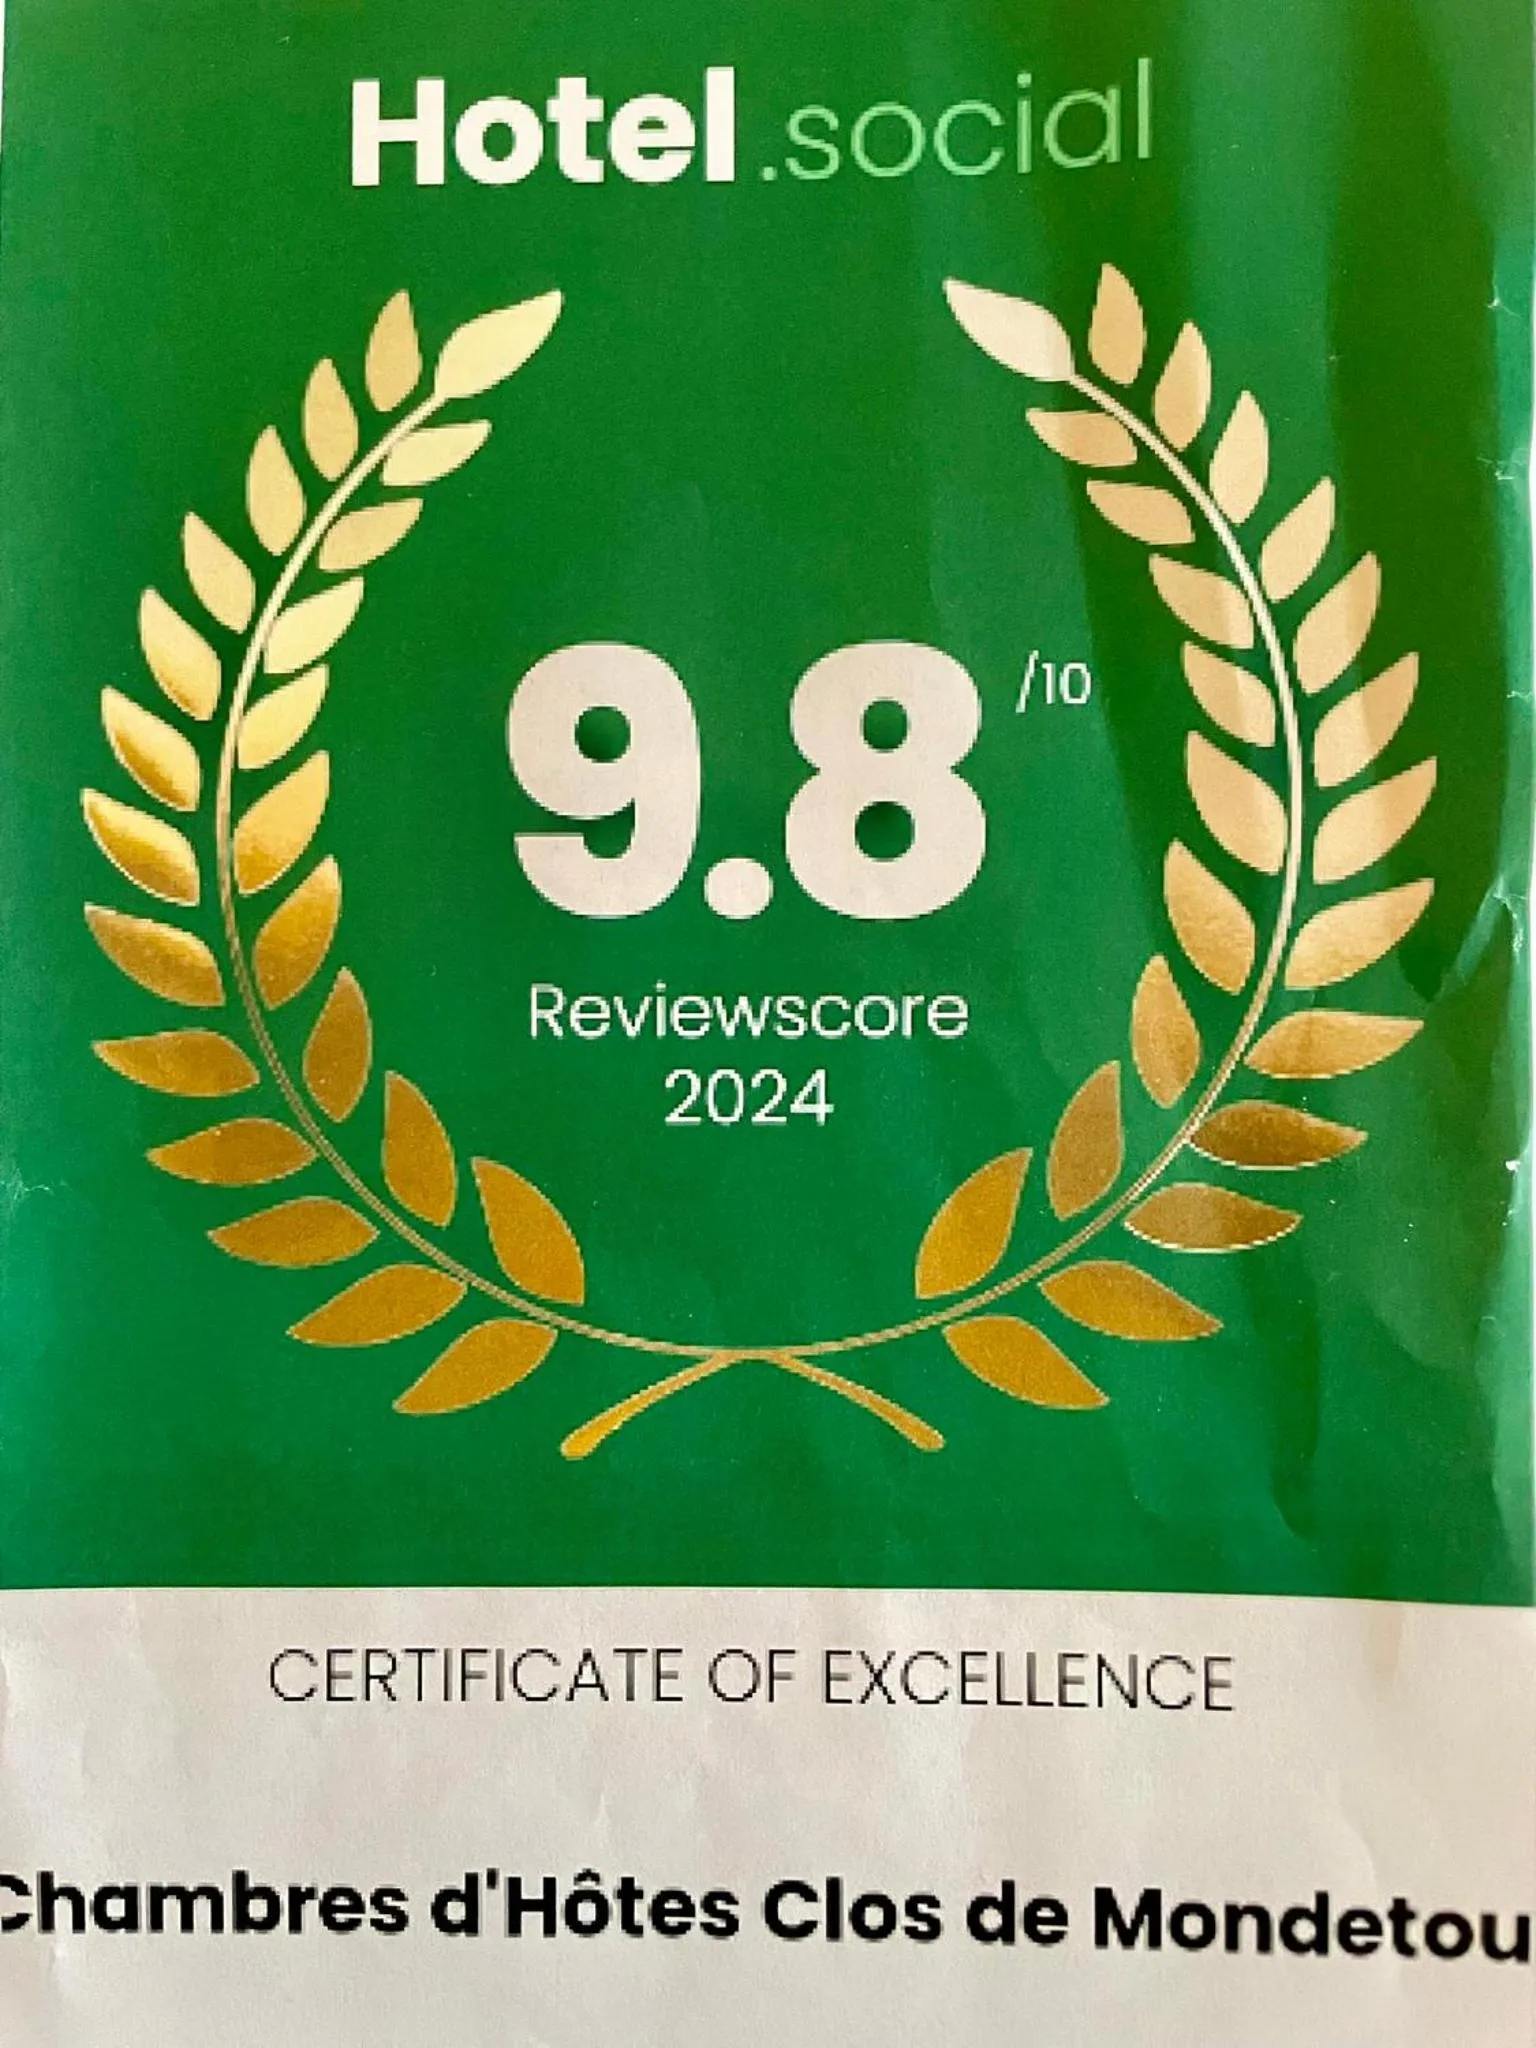 Hotel.social
9.8 /10
Reviewscore
2024
CERTIFICATE OF EXCELLENCE
Chambres d'Hôtes Clos de Mondetou